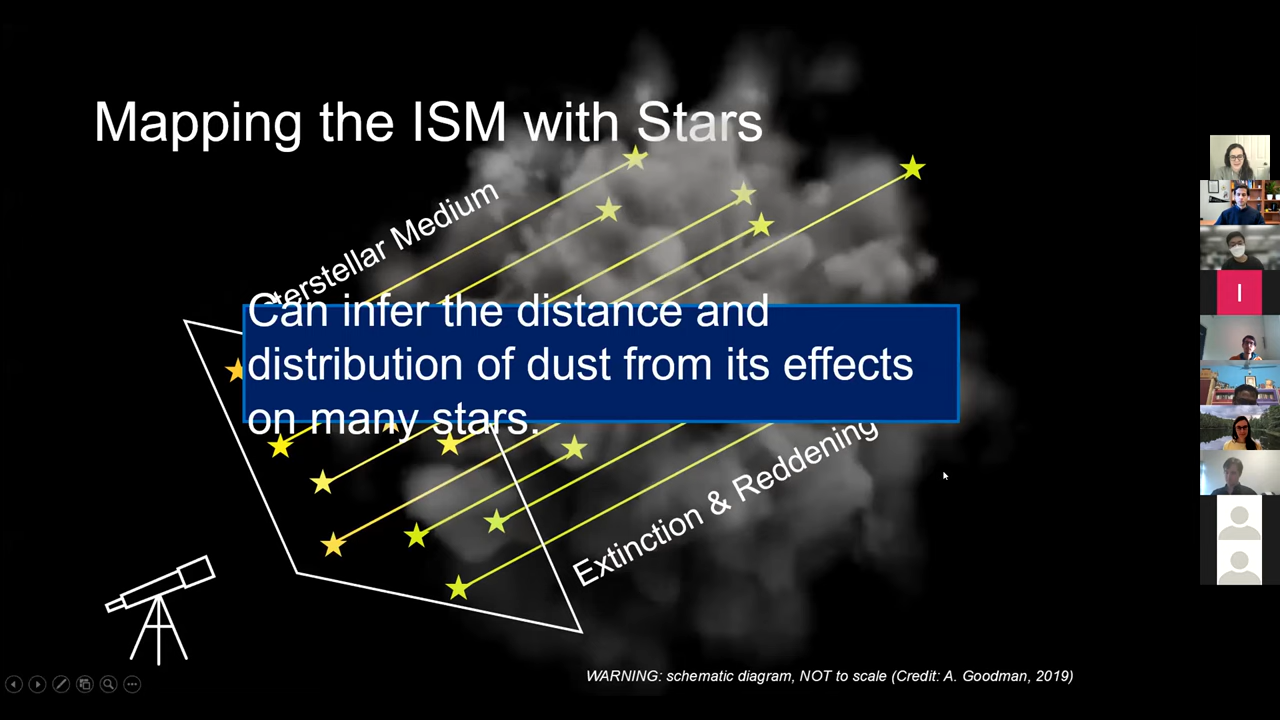 Mapping the ISM with Stars
terstellar Medium
Can infer the distance and
distribution of dust from its effects
on many stars.
Extinction & Reddening
I
WARNING: schematic diagram, NOT to scale (Credit: A. Goodman, 2019)